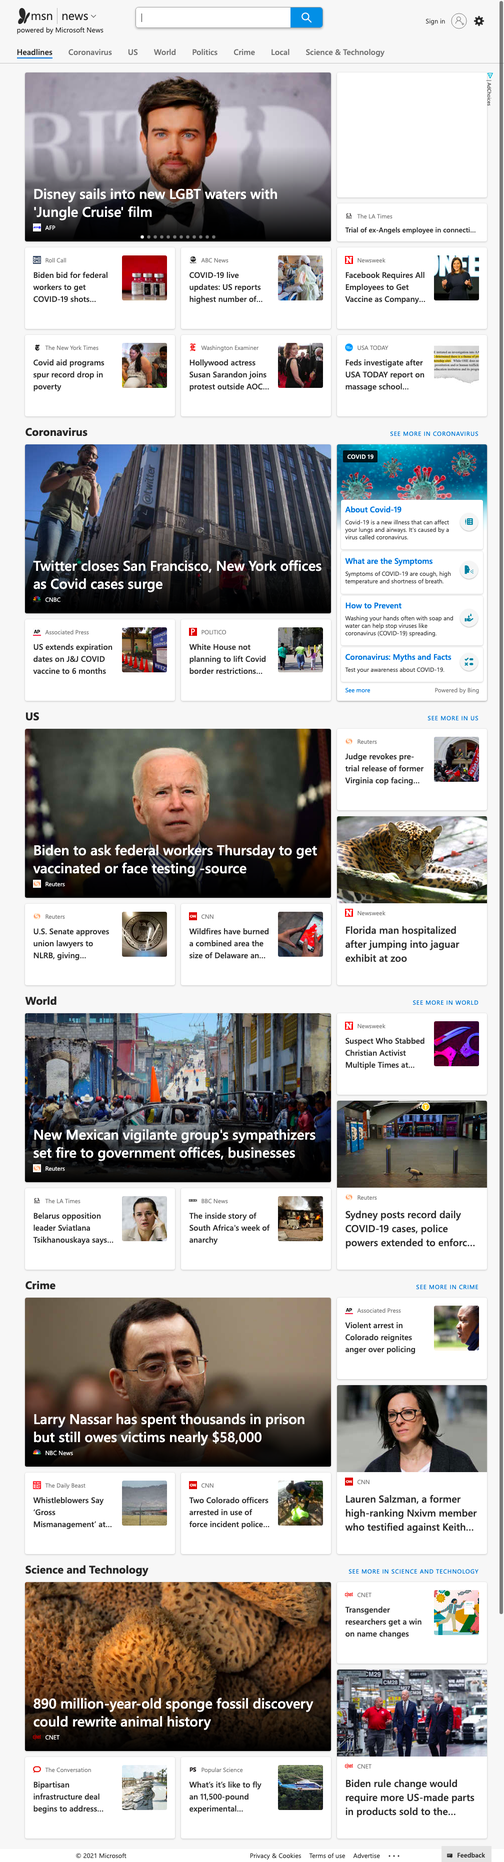 msn | news
powered by Microsoft News
Sign in
Headlines Coronavirus US World Politics Crime Local Science & Technology
Disney sails into new LGBT waters with
'Jungle Cruise' film
AFP
AdChoices
The LA Times
Trial of ex-Angels employee in connecti...
Roll Call
Biden bid for federal
workers to get
COVID-19 shots...
ABC News
COVID-19 live
updates: US reports
highest number of...
Newsweek
Facebook Requires All
Employees to Get
Vaccine as Company...
The New York Times
Covid aid programs
spur record drop in
poverty
Washington Examiner
Hollywood actress
Susan Sarandon joins
protest outside AOC...
USA TODAY
Feds investigate after
USA TODAY report on
massage school...
Coronavirus
SEE MORE IN CORONAVIRUS
Twitter closes San Francisco, New York offices
as Covid cases surge
CNBC
COVID 19
About Covid-19
Covid-19 is a new illness that can affect
your lungs and airways. It's caused by a
virus called coronavirus.
What are the Symptoms
Symptoms of COVID-19 are cough, high
temperature and shortness of breath.
How to Prevent
Washing your hands often with soap and
water can help stop viruses like
coronavirus (COVID-19) spreading.
Coronavirus: Myths and Facts
Test your awareness about COVID-19.
See more
Powered by Bing
AP Associated Press
US extends expiration
dates on J&J COVID
vaccine to 6 months
POLITICO
White House not
planning to lift Covid
border restrictions...
US
SEE MORE IN US
Biden to ask federal workers Thursday to get
vaccinated or face testing -source
Reuters
Reuters
Judge revokes pre-
trial release of former
Virginia cop facing...
Newsweek
Florida man hospitalized
after jumping into jaguar
exhibit at zoo
Reuters
U.S. Senate approves
union lawyers to
NLRB, giving...
CNN
Wildfires have burned
a combined area the
size of Delaware an...
World
SEE MORE IN WORLD
New Mexican vigilante group's sympathizers
set fire to government offices, businesses
Reuters
Newsweek
Suspect Who Stabbed
Christian Activist
Multiple Times at...
Reuters
Sydney posts record daily
COVID-19 cases, police
powers extended to enforc...
The LA Times
Belarus opposition
leader Sviatlana
Tsikhanouskaya says...
BBC News
The inside story of
South Africa's week of
anarchy
Crime
SEE MORE IN CRIME
Larry Nassar has spent thousands in prison
but still owes victims nearly $58,000
NBC News
AP Associated Press
Violent arrest in
Colorado reignites
anger over policing
CNN
Lauren Salzman, a former
high-ranking Nxivm member
who testified against Keith...
The Daily Beast
Whistleblowers Say
'Gross
Mismanagement' at...
CNN
Two Colorado officers
arrested in use of
force incident police...
Science and Technology
SEE MORE IN SCIENCE AND TECHNOLOGY
890 million-year-old sponge fossil discovery
could rewrite animal history
CNET
CNET
Transgender
researchers get a win
on name changes
CM29
CM28
CNET
Biden rule change would
require more US-made parts
in products sold to the...
The Conversation
Bipartisan
infrastructure deal
begins to address...
PS Popular Science
What's it's like to fly
an 11,500-pound
experimental...
© 2021 Microsoft
Privacy & Cookies Terms of use Advertise ...
Feedback